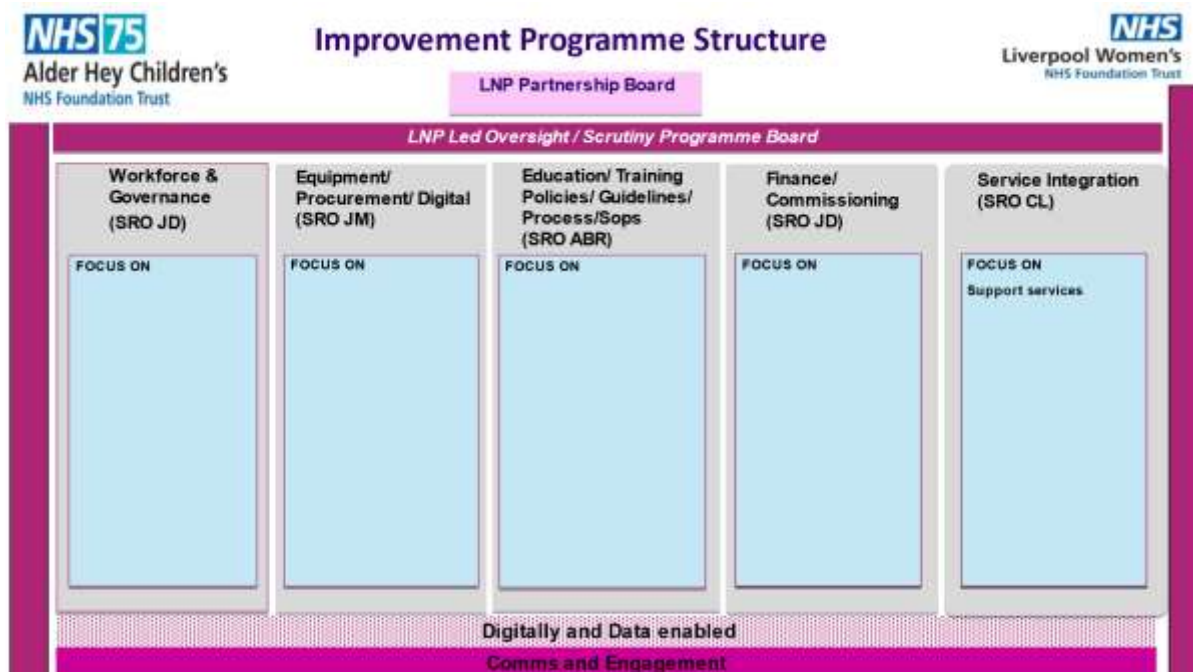 NHS 75
Alder Hey Children's
NHS Foundation Trust
Improvement Programme Structure
NHS
Liverpool Women's
NHS Foundation Trust
LNP Partnership Board
LNP Led Oversight / Scrutiny Programme Board
Workforce &
Governance
(SRO JD)
FOCUS ON
Equipment/
Procurement/ Digital
(SRO JM)
FOCUS ON
Education/ Training
Policies/ Guidelines/
Process/Sops
(SRO ABR)
FOCUS ON
Finance/
Commissioning
(SRO JD)
FOCUS ON
Service Integration
(SRO CL)
FOCUS ON
Support services
Digitally and Data enabled
Comms and Engagement